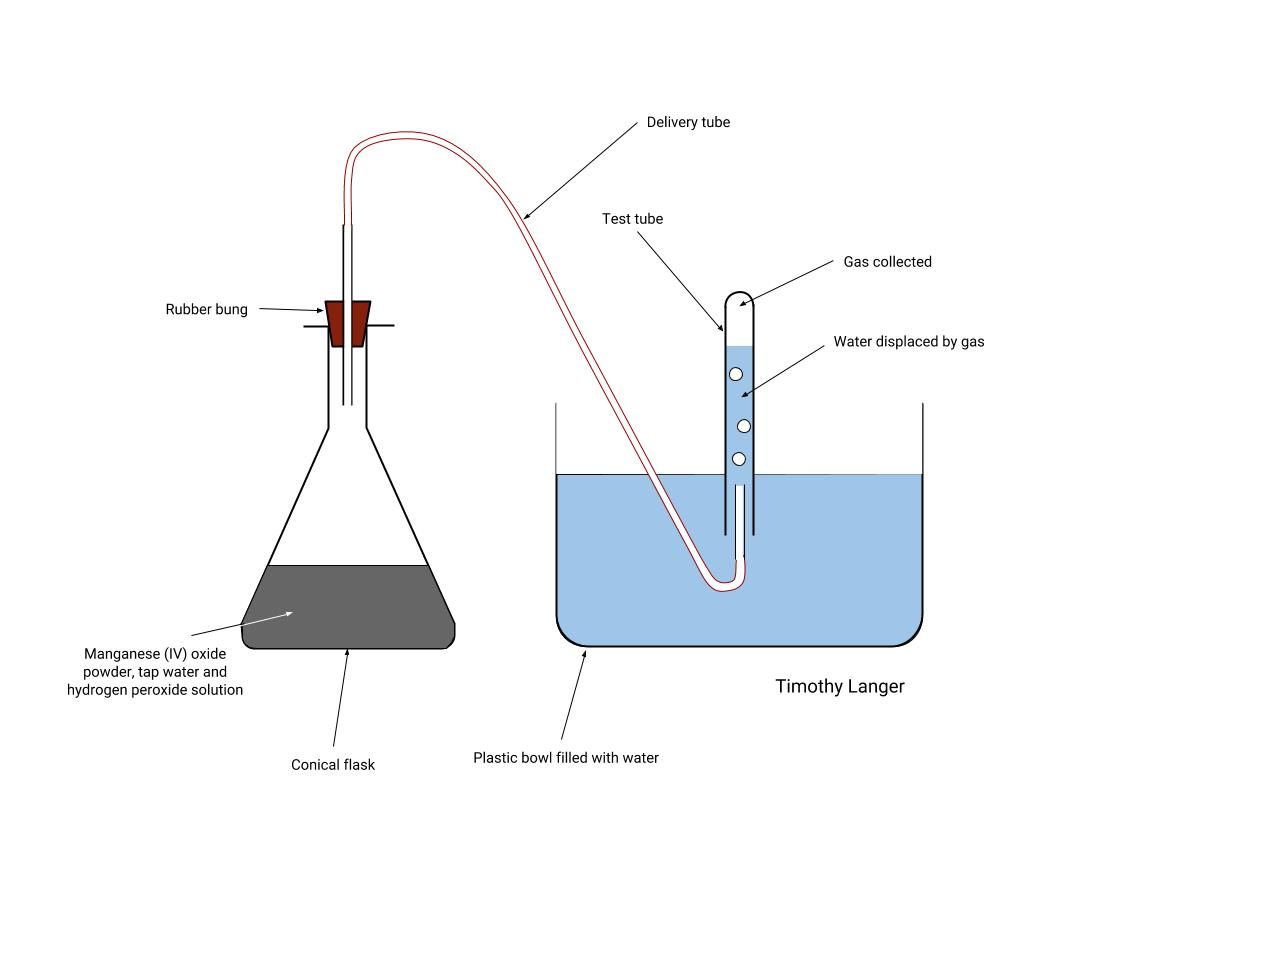 Delivery tube
Test tube
Gas collected
Rubber bung
Water displaced by gas
Manganese (IV) oxide
powder, tap water and
hydrogen peroxide solution
Timothy Langer
Conical flask
Plastic bowl filled with water